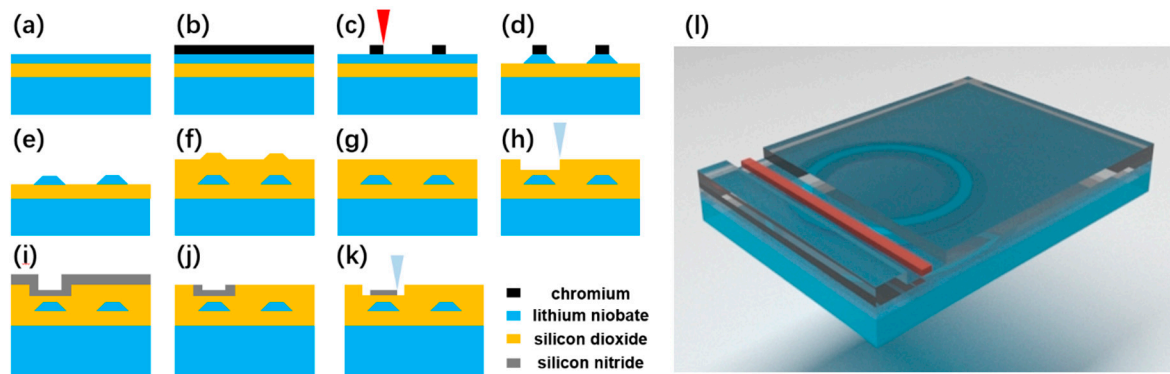 (a) (b) (c) (d) (l)
(e) (f) (g) (h)
(i) (j) (k)
chromium
lithium niobate
silicon dioxide
silicon nitride